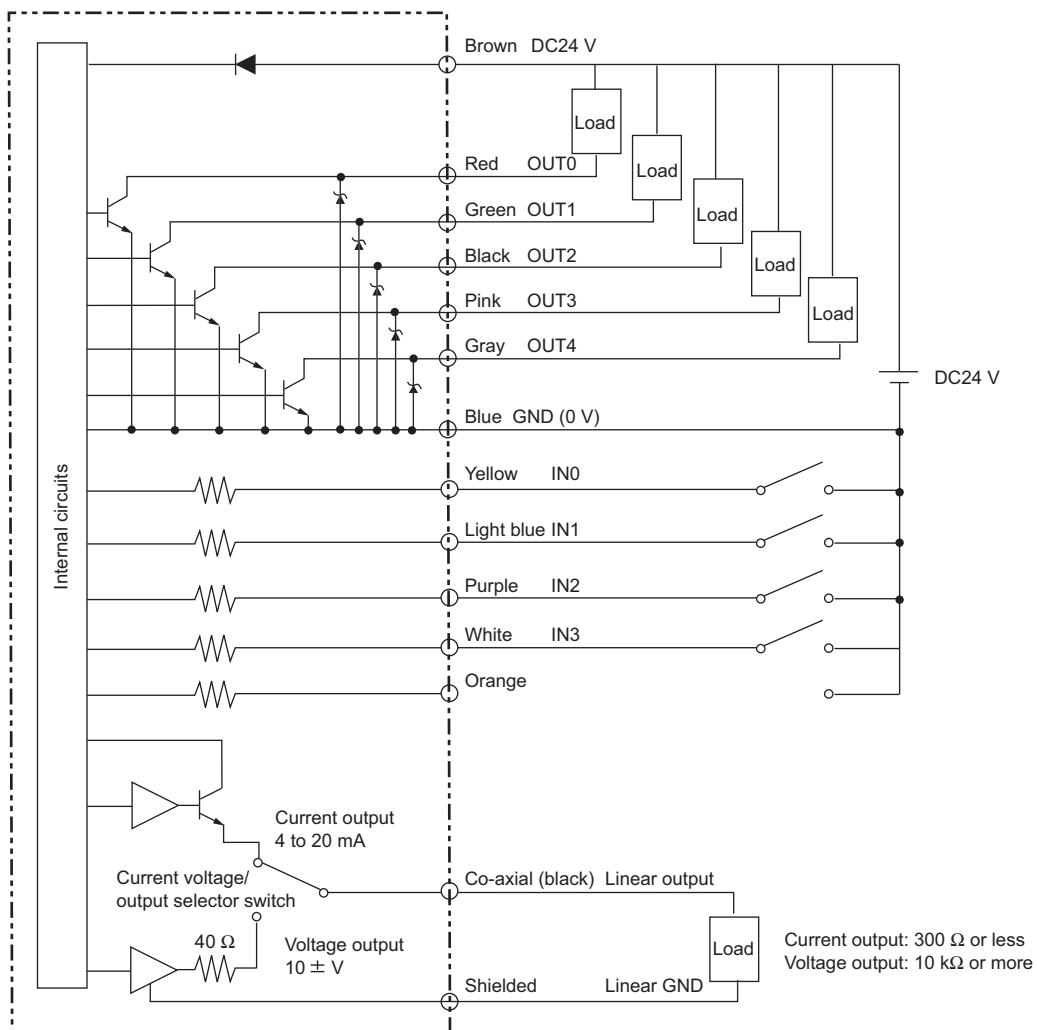 Brown DC24 V
Load
Red OUT0
Load
Green OUT1
Load
Black OUT2
Load
Pink OUT3
Load
Gray OUT4
DC24 V
Blue GND (0 V)
Internal circuits
Yellow IN0
Light blue IN1
Purple IN2
White IN3
Orange
Current output
4 to 20 mA
Current voltage/
output selector switch
Co-axial (black) Linear output
40 Ω
Voltage output
10 ± V
Load
Current output: 300 Ω or less
Voltage output: 10 kΩ or more
Shielded Linear GND